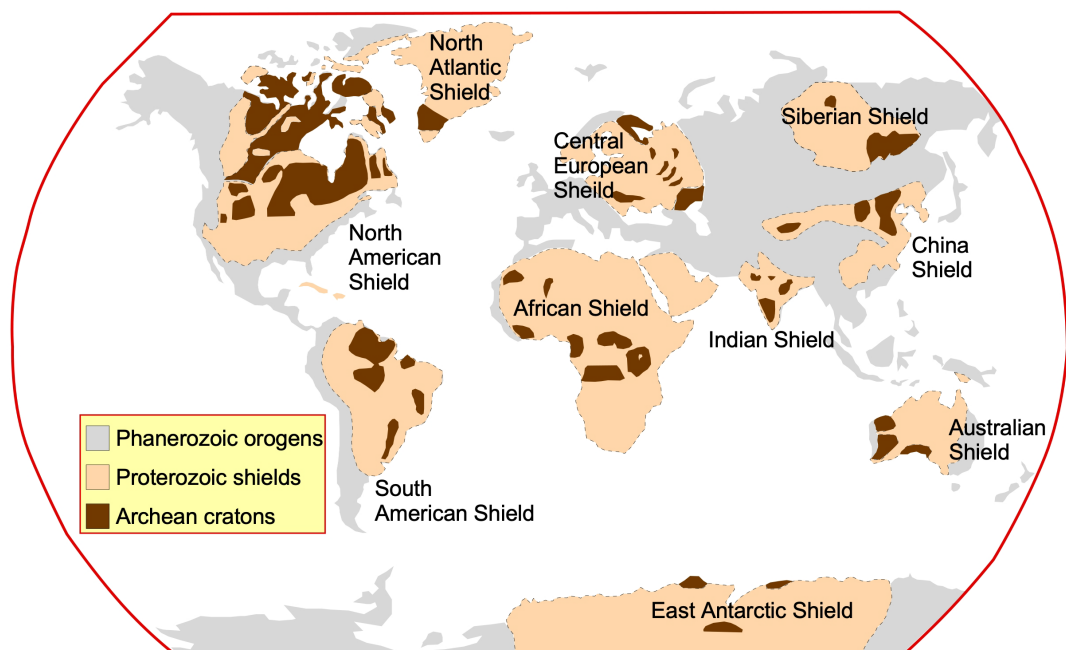 North
Atlantic
Shield
Siberian Shield
Central
European
Sheild
North
American
Shield
China
Shield
African Shield
Indian Shield
Australian
Shield
Phanerozoic orogens
Proterozoic shields
Archean cratons
South
American Shield
East Antarctic Shield